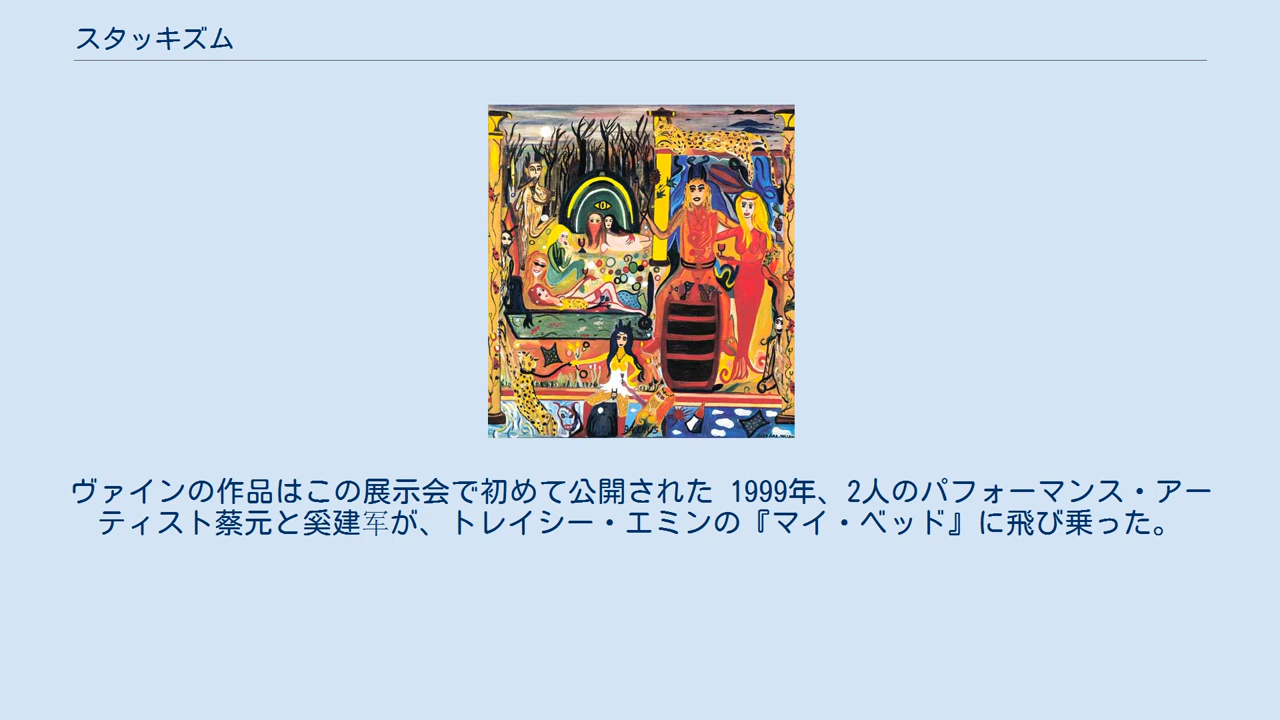 スタッキズム
ヴァインの作品はこの展示会で初めて公開された 1999年、2人のパフォーマンス・アー
ティスト蔡元と奚建军が、トレイシー・エミンの『マイ・ベッド』に飛び乗った。